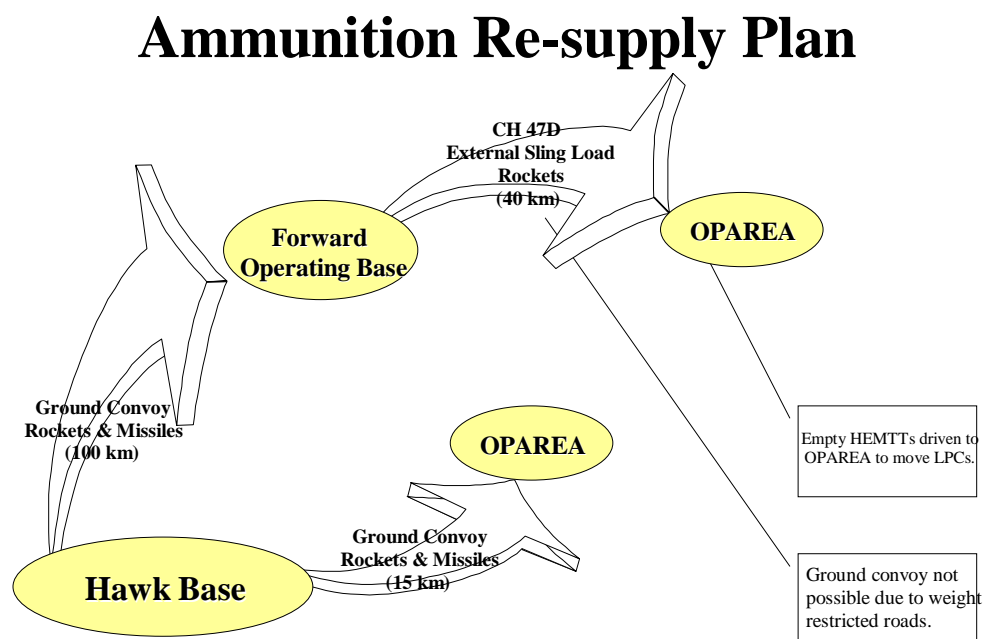 Ammunition Re-supply Plan
CH 47D
External Sling Load
Rockets
(40 km)
Forward
Operating Base
OPAREA
Ground Convoy
Rockets & Missiles
(100 km)
OPAREA
Empty HEMTTs driven to
OPAREA to move LPCs.
Ground Convoy
Rockets & Missiles
(15 km)
Hawk Base
Ground convoy not
possible due to weight
restricted roads.